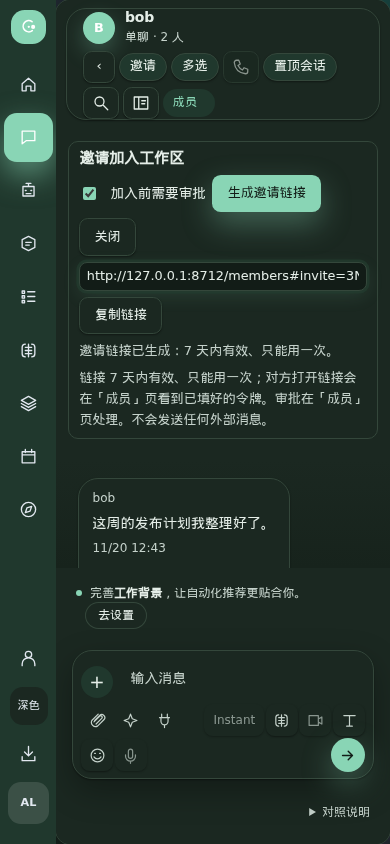 B
bob
单聊 · 2 人
‹ 邀请 多选 置顶会话
成员
邀请加入工作区
加入前需要审批 生成邀请链接
关闭
http://127.0.0.1:8712/members#invite=3N
复制链接
邀请链接已生成：7 天内有效、只能用一次。
链接 7 天内有效、只能用一次；对方打开链接会
在「成员」页看到已填好的令牌。审批在「成员」
页处理。不会发送任何外部消息。
bob
这周的发布计划我整理好了。
11/20 12:43
完善工作背景，让自动化推荐更贴合你。
去设置
输入消息
Instant
深色
AL
▶ 对照说明